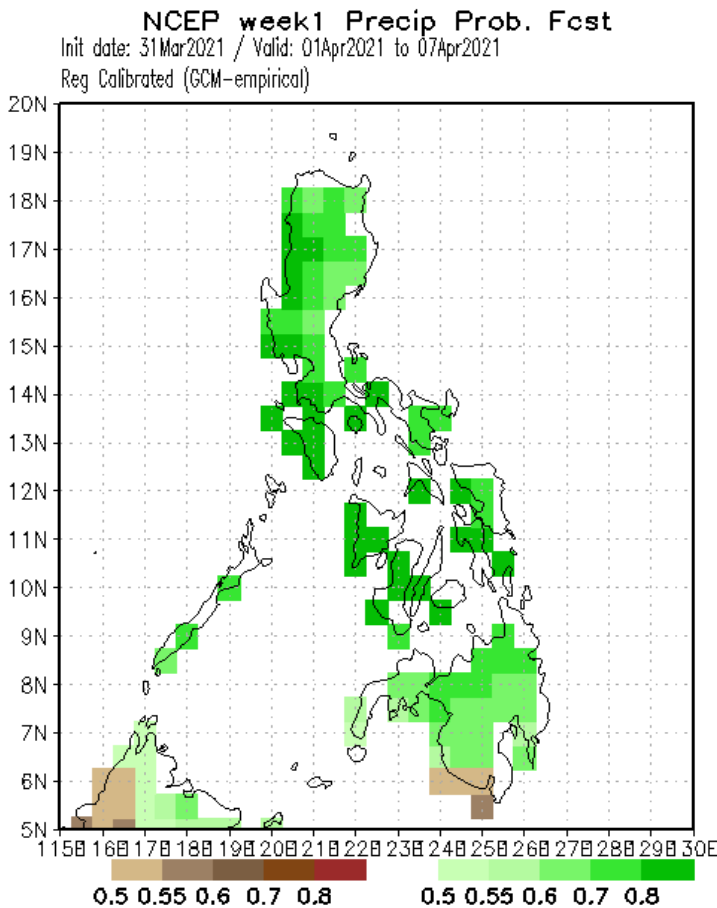 NCEP week1 Precip Prob. Fcst
Init date: 31Mar2021 / Valid: 01Apr2021 to 07Apr2021
Reg Calibrated (GCM-empirical)
20N
19N
18N
17N
16N
15N
14N
13N
12N
11N
10N
9N
8N
7N
6N
5N
115E 116E 117E 118E 119E 120E 121E 122E 123E 124E 125E 126E 127E 128E 129E 130E
0.5 0.55 0.6 0.7 0.8 0.5 0.55 0.6 0.7 0.8